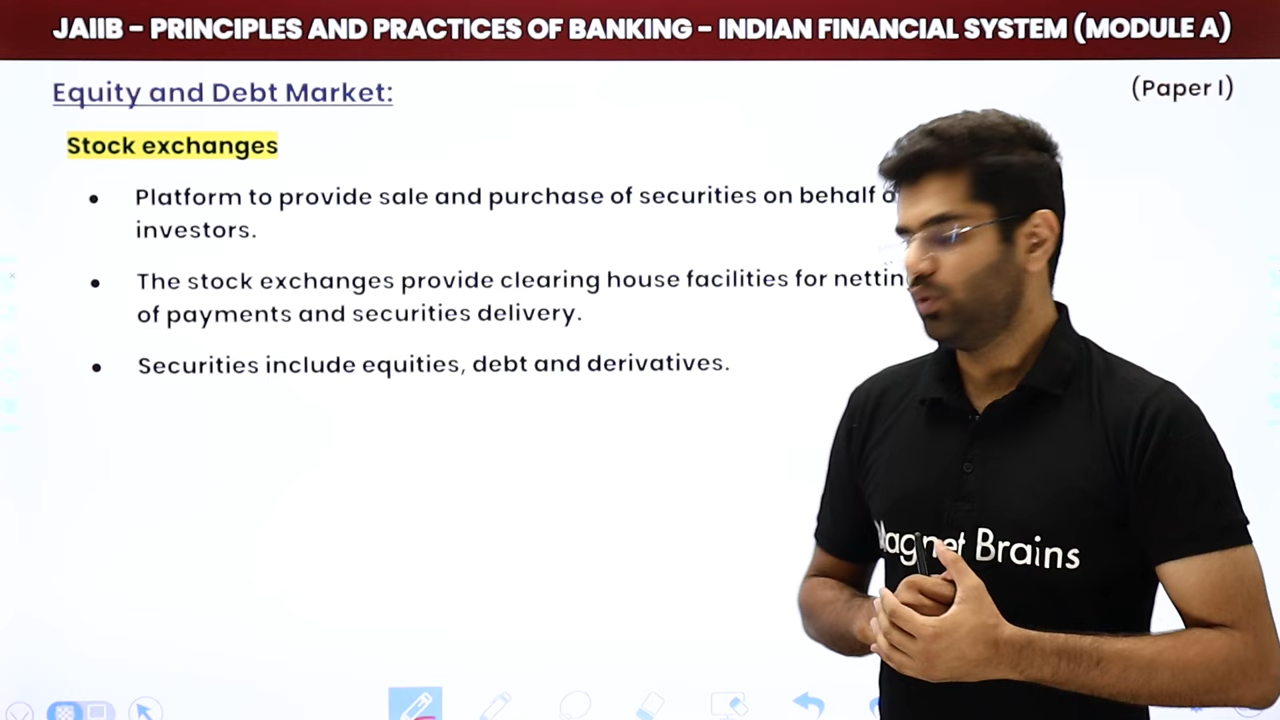 JAIIB – PRINCIPLES AND PRACTICES OF BANKING – INDIAN FINANCIAL SYSTEM (MODULE A)
Equity and Debt Market:
(Paper I)
Stock exchanges
• Platform to provide sale and purchase of securities on behalf
investors.
• The stock exchanges provide clearing house facilities for
of payments and securities delivery.
• Securities include equities, debt and derivatives.
Magnet Brains